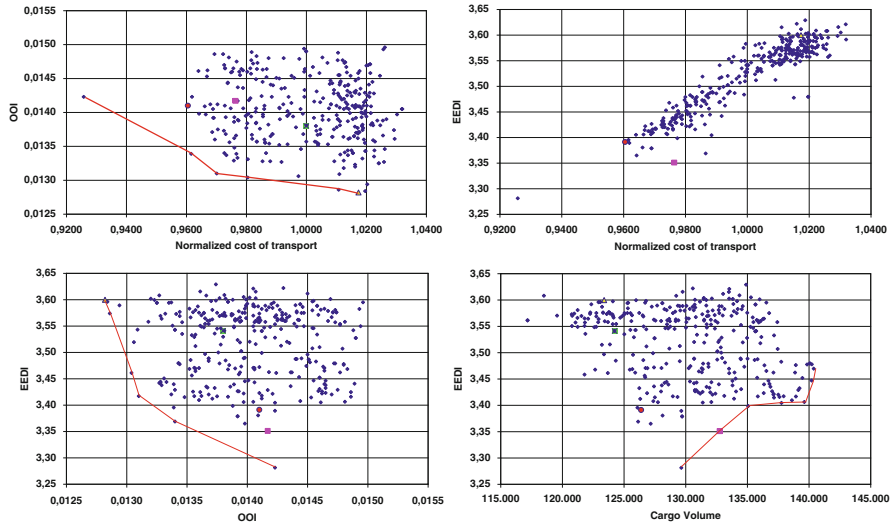 0,0155
0,0150
0,0145
0,0140
0,0135
0,0130
0,0125
OOI
0,9200 0,9400 0,9600 0,9800 1,0000 1,0200 1,0400
Normalized cost of transport
3,65
3,60
3,55
3,50
3,45
3,40
3,35
3,30
3,25
EEDI
0,9200 0,9400 0,9600 0,9800 1,0000 1,0200 1,0400
Normalized cost of transport
3,65
3,60
3,55
3,50
3,45
3,40
3,35
3,30
3,25
EEDI
0,0125 0,0130 0,0135 0,0140 0,0145 0,0150 0,0155
OOI
3,65
3,60
3,55
3,50
3,45
3,40
3,35
3,30
3,25
EEDI
115.000 120.000 125.000 130.000 135.000 140.000 145.000
Cargo Volume